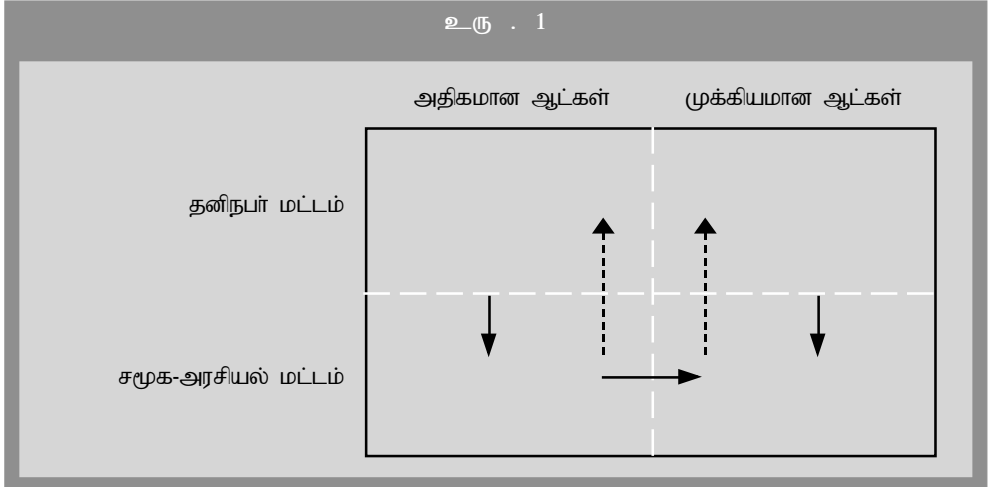 உரு . 1
அதிகமான ஆட்கள் முக்கியமான ஆட்கள்
தனிநபர் மட்டம்
சமூக-அரசியல் மட்டம்